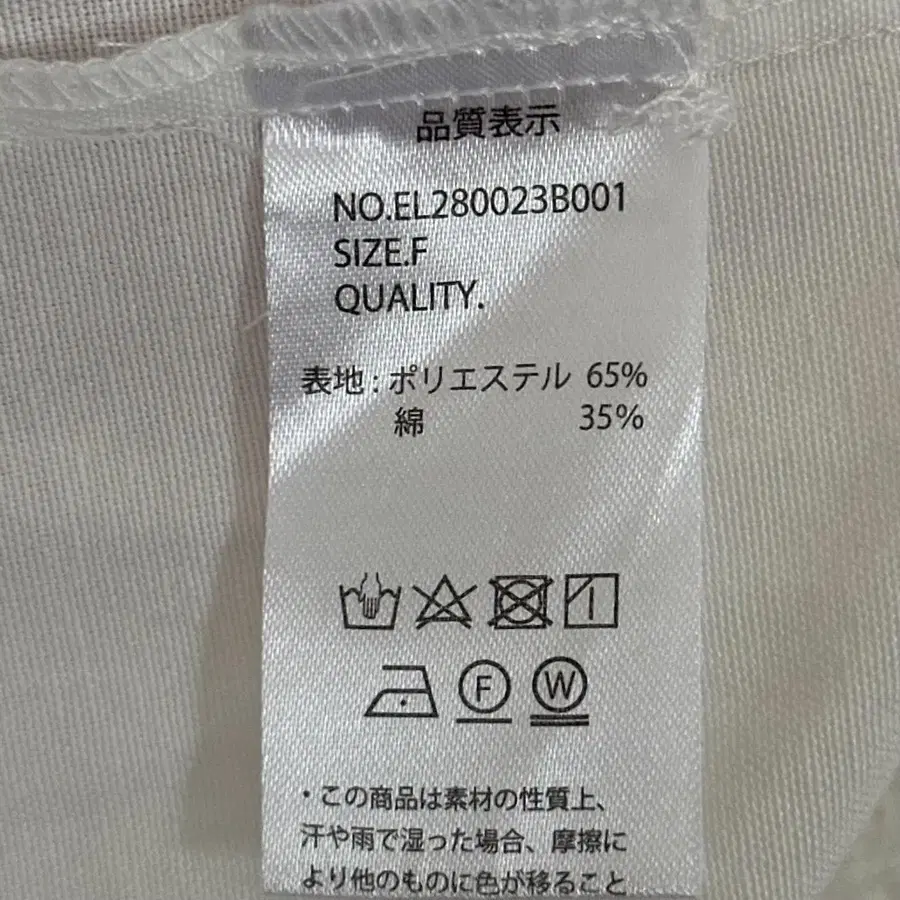 品質表示
NO.EL280023B001
SIZE.F
QUALITY.
表地 : ポリエステル 65%
綿 35%
F W
・この商品は素材の性質上、
汗や雨で湿った場合、摩擦に
より他のものに色が移ること